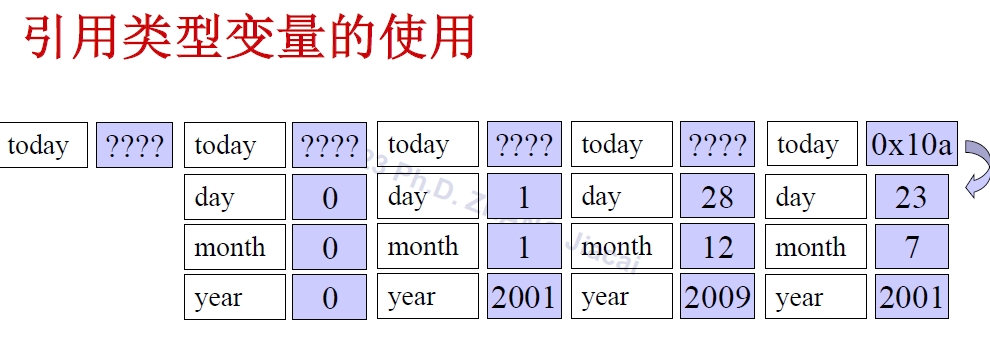 引用类型变量的使用
today ???? today ???? today ???? today ???? today 0x10a
day 0 day 1 day 28 day 23
month 0 month 1 month 12 month 7
year 0 year 2001 year 2009 year 2001